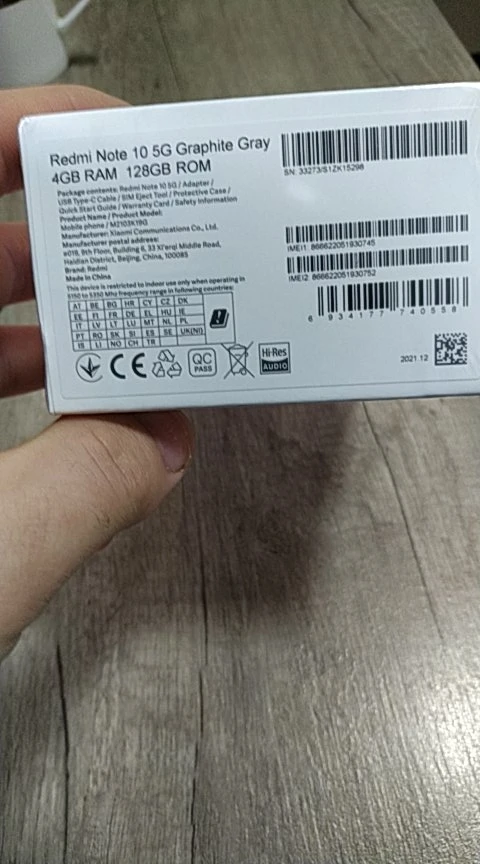 Redmi Note 10 5G Graphite Gray
4GB RAM 128GB ROM
Package contents: Redmi Note 10 5G / Adapter /
USB Type-C Cable / SIM Eject Tool / Protective Case /
Quick Start Guide / Warranty Card / Safety Information
Product Name / Product Model:
Mobile phone / M2103K19G
Manufacturer: Xiaomi Communications Co., Ltd.
Manufacturer postal address:
#019, 9th Floor, Building 6, 33 Xi'erqi Middle Road,
Haidian District, Beijing, China, 100085
Brand: Redmi
Made in China
This device is restricted to indoor use only when operating in
5150 to 5350 MHz frequency range in following countries:
AT BE BG HR CY CZ DK
EE FI FR DE EL HU IE
IT LV LT LU MT NL PL
PT RO SK SI ES SE UK(NI)
IS LI NO CH TR
CE
QC
PASS
Hi-Res
AUDIO
SN: 33273/S1ZK15298
IMEI1: 866622051930745
IMEI2: 866622051930752
6 934177 740558
2021.12